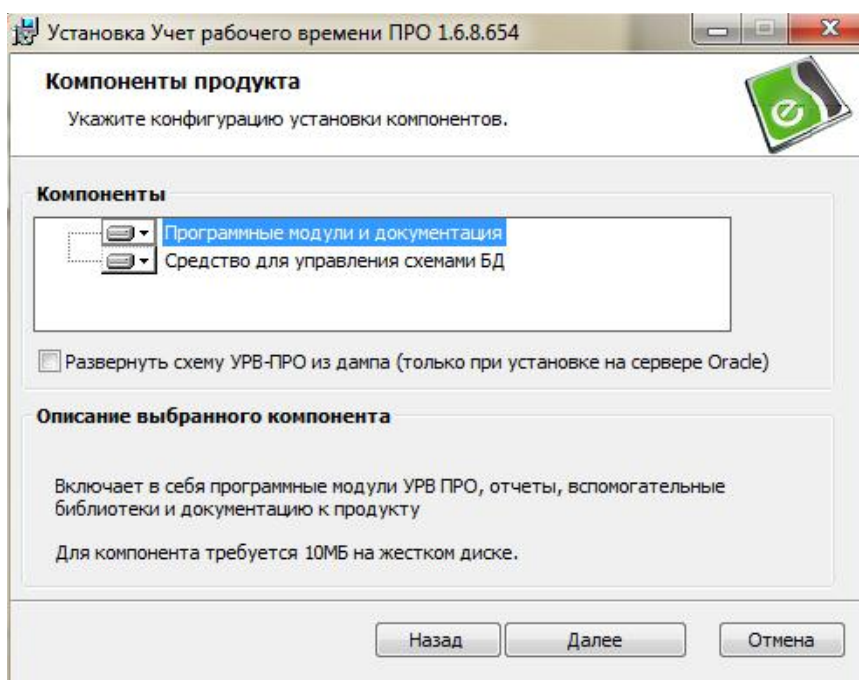 Установка Учет рабочего времени ПРО 1.6.8.654
Компоненты продукта
Укажите конфигурацию установки компонентов.
Компоненты
Программные модули и документация
Средство для управления схемами БД
Развернуть схему УРВ-ПРО из дампа (только при установке на сервере Oracle)
Описание выбранного компонента
Включает в себя программные модули УРВ ПРО, отчеты, вспомогательные
библиотеки и документацию к продукту
Для компонента требуется 10МБ на жестком диске.
Назад
Далее
Отмена